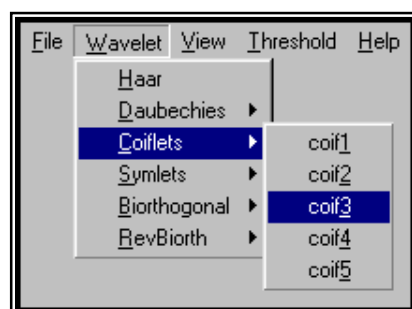 File Wavelet View Threshold Help
Haar
Daubechies
Coiflets
Symlets
Biorthogonal
RevBiorth
coif1
coif2
coif3
coif4
coif5